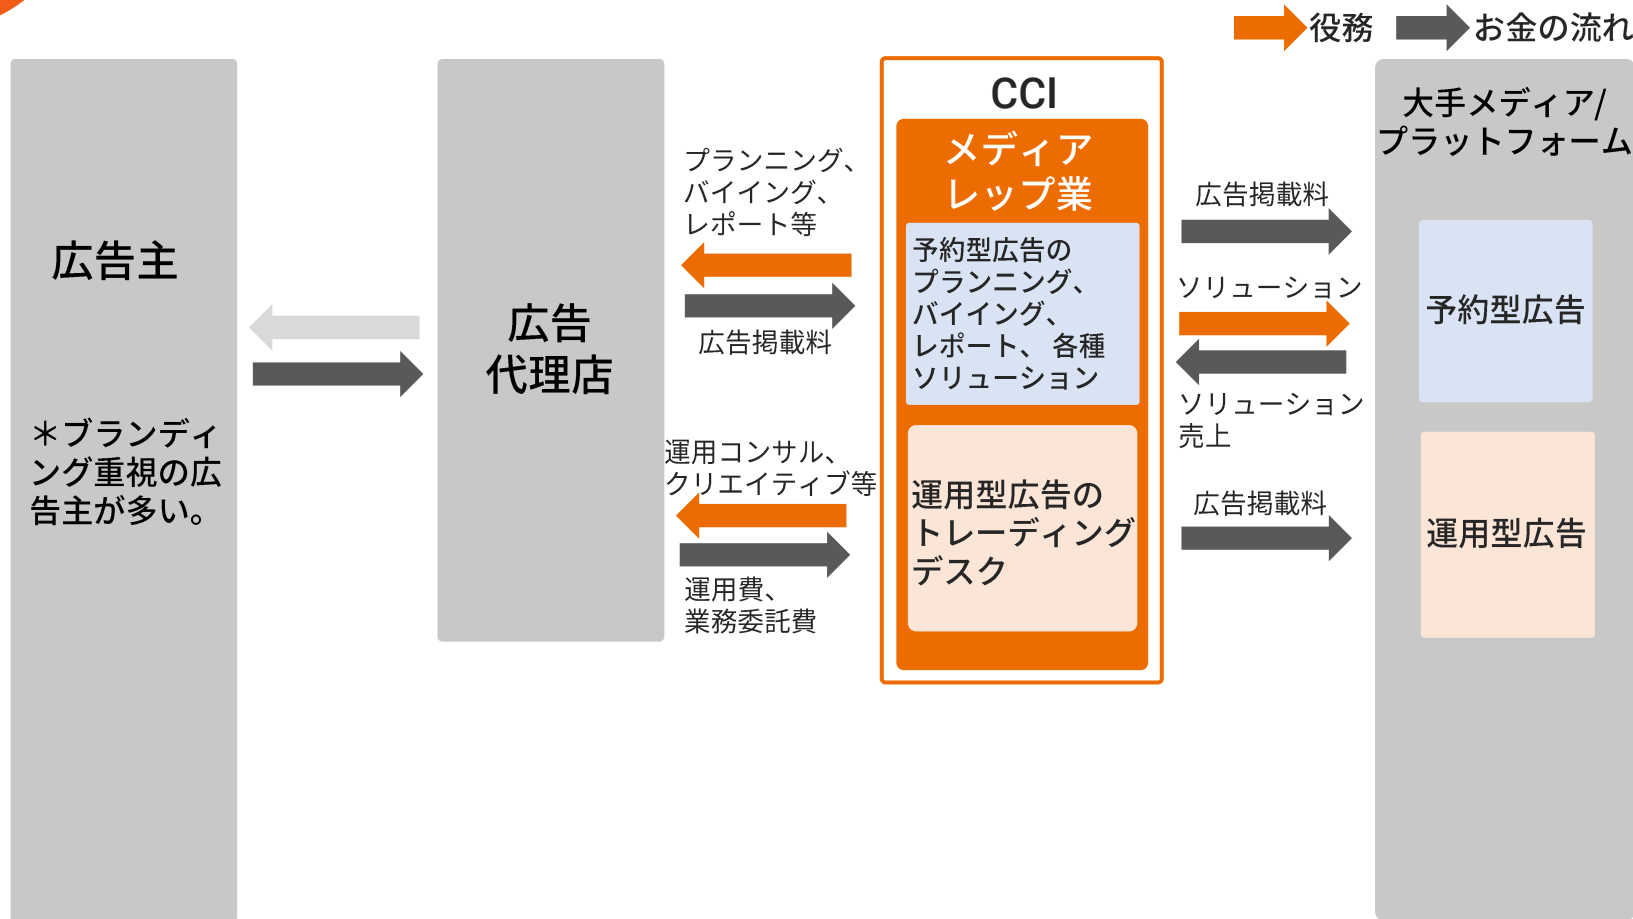 役務
お金の流れ
広告主
＊ブランディ
ング重視の広
告主が多い。
広告
代理店
プランニング、
バイイング、
レポート等
広告掲載料
運用コンサル、
クリエイティブ等
運用費、
業務委託費
CCI
メディア
レップ業
予約型広告の
プランニング、
バイイング、
レポート、 各種
ソリューション
運用型広告の
トレーディング
デスク
広告掲載料
ソリューション
ソリューション
売上
広告掲載料
大手メディア/
プラットフォーム
予約型広告
運用型広告